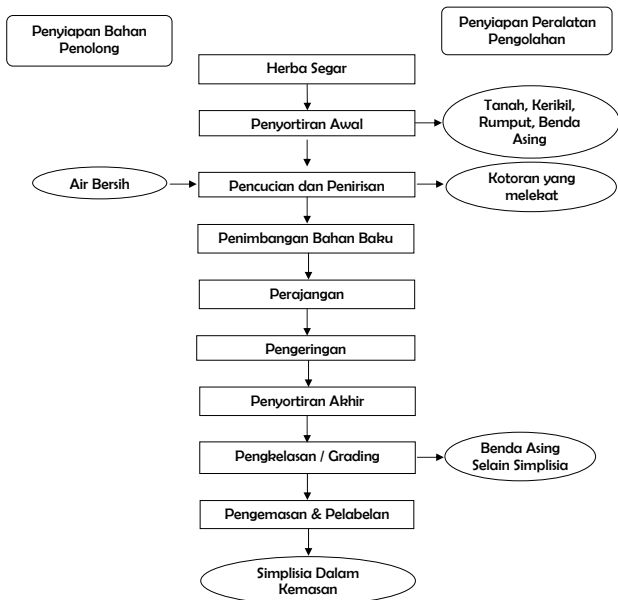 Penyiapan Bahan
Penolong
Penyiapan Peralatan
Pengolahan
Herba Segar
Penyortiran Awal
Tanah, Kerikil,
Rumput, Benda
Asing
Air Bersih
Pencucian dan Penirisan
Kotoran yang
melekat
Penimbangan Bahan Baku
Perajangan
Pengeringan
Penyortiran Akhir
Pengkelasan / Grading
Benda Asing
Selain Simplisia
Pengemasan & Pelabelan
Simplisia Dalam
Kemasan